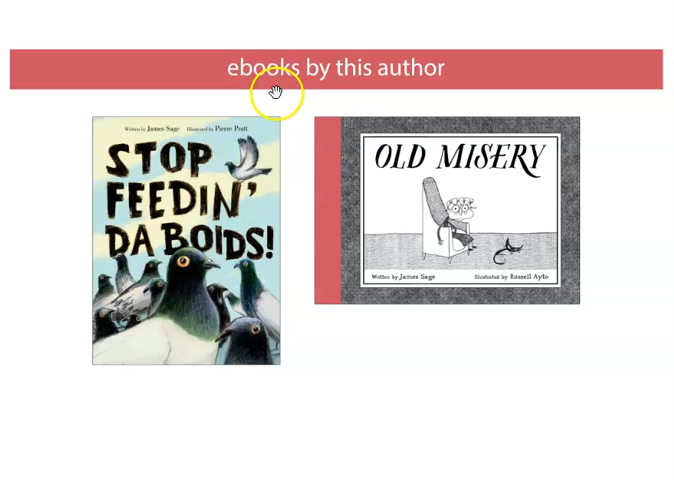 ebooks by this author
Written by James Sage Illustrated by Pierre Pratt
STOP
FEEDIN'
DA BOIDS!
OLD MISERY
Written by James Sage Illustrated by Russell Ayto